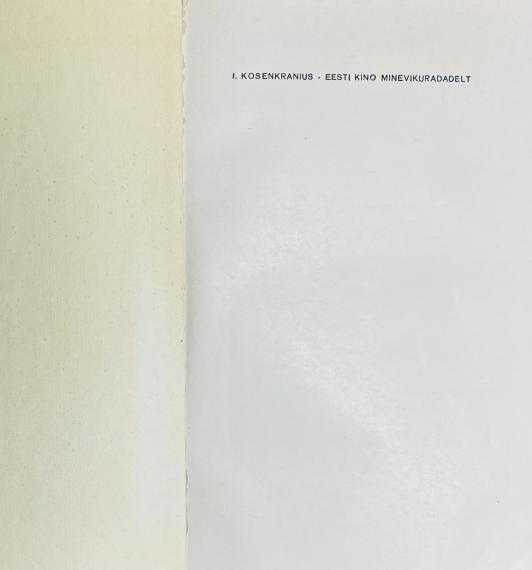 I. KOSENKRANIUS · EESTI KINO MINEVIKURADADELT